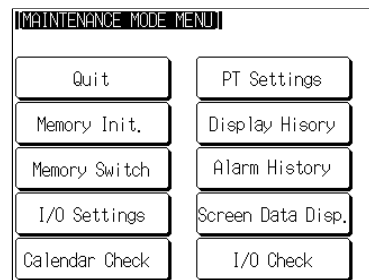 [MAINTENANCE MODE MENU]
Quit
PT Settings
Memory Init.
Display Hisory
Memory Switch
Alarm History
I/O Settings
Screen Data Disp.
Calendar Check
I/O Check